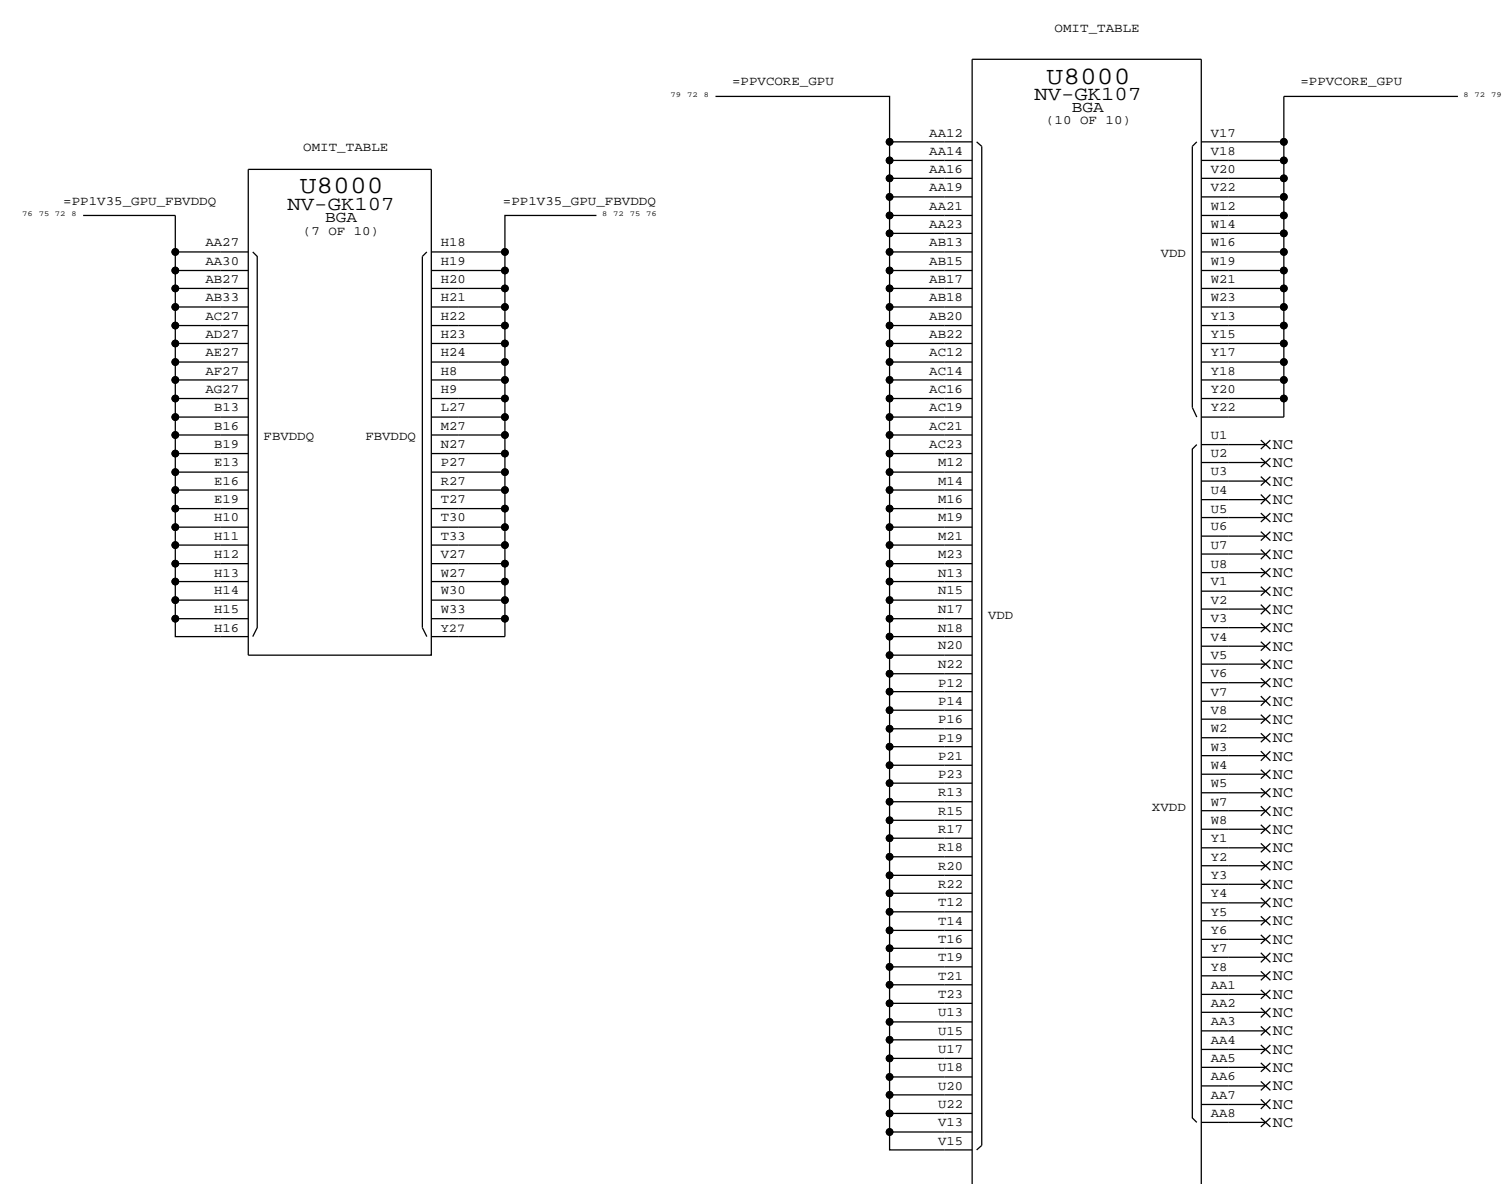 OMIT_TABLE
=PP1V35_GPU_FBVDDQ
76 75 72 8
U8000
NV-GK107
BGA
(7 OF 10)
=PP1V35_GPU_FBVDDQ
8 72 75 76
AA27
AA30
AB27
AB33
AC27
AD27
AE27
AF27
AG27
B13
B16
B19
E13
E16
E19
H10
H11
H12
H13
H14
H15
H16
FBVDDQ
FBVDDQ
H18
H19
H20
H21
H22
H23
H24
H8
H9
L27
M27
N27
P27
R27
T27
T30
T33
V27
W27
W30
W33
Y27
OMIT_TABLE
=PPVCORE_GPU
79 72 8
U8000
NV-GK107
BGA
(10 OF 10)
=PPVCORE_GPU
8 72 79
AA12
AA14
AA16
AA19
AA21
AA23
AB13
AB15
AB17
AB18
AB20
AB22
AC12
AC14
AC16
AC19
AC21
AC23
M12
M14
M16
M19
M21
M23
N13
N15
N17
N18
N20
N22
P12
P14
P16
P19
P21
P23
R13
R15
R17
R18
R20
R22
T12
T14
T16
T19
T21
T23
U13
U15
U17
U18
U20
U22
V13
V15
VDD
VDD
V17
V18
V20
V22
W12
W14
W16
W19
W21
W23
Y13
Y15
Y17
Y18
Y20
Y22
XVDD
U1 NC
U2 NC
U3 NC
U4 NC
U5 NC
U6 NC
U7 NC
U8 NC
V1 NC
V2 NC
V3 NC
V4 NC
V5 NC
V6 NC
V7 NC
V8 NC
W2 NC
W3 NC
W4 NC
W5 NC
W7 NC
W8 NC
Y1 NC
Y2 NC
Y3 NC
Y4 NC
Y5 NC
Y6 NC
Y7 NC
Y8 NC
AA1 NC
AA2 NC
AA3 NC
AA4 NC
AA5 NC
AA6 NC
AA7 NC
AA8 NC